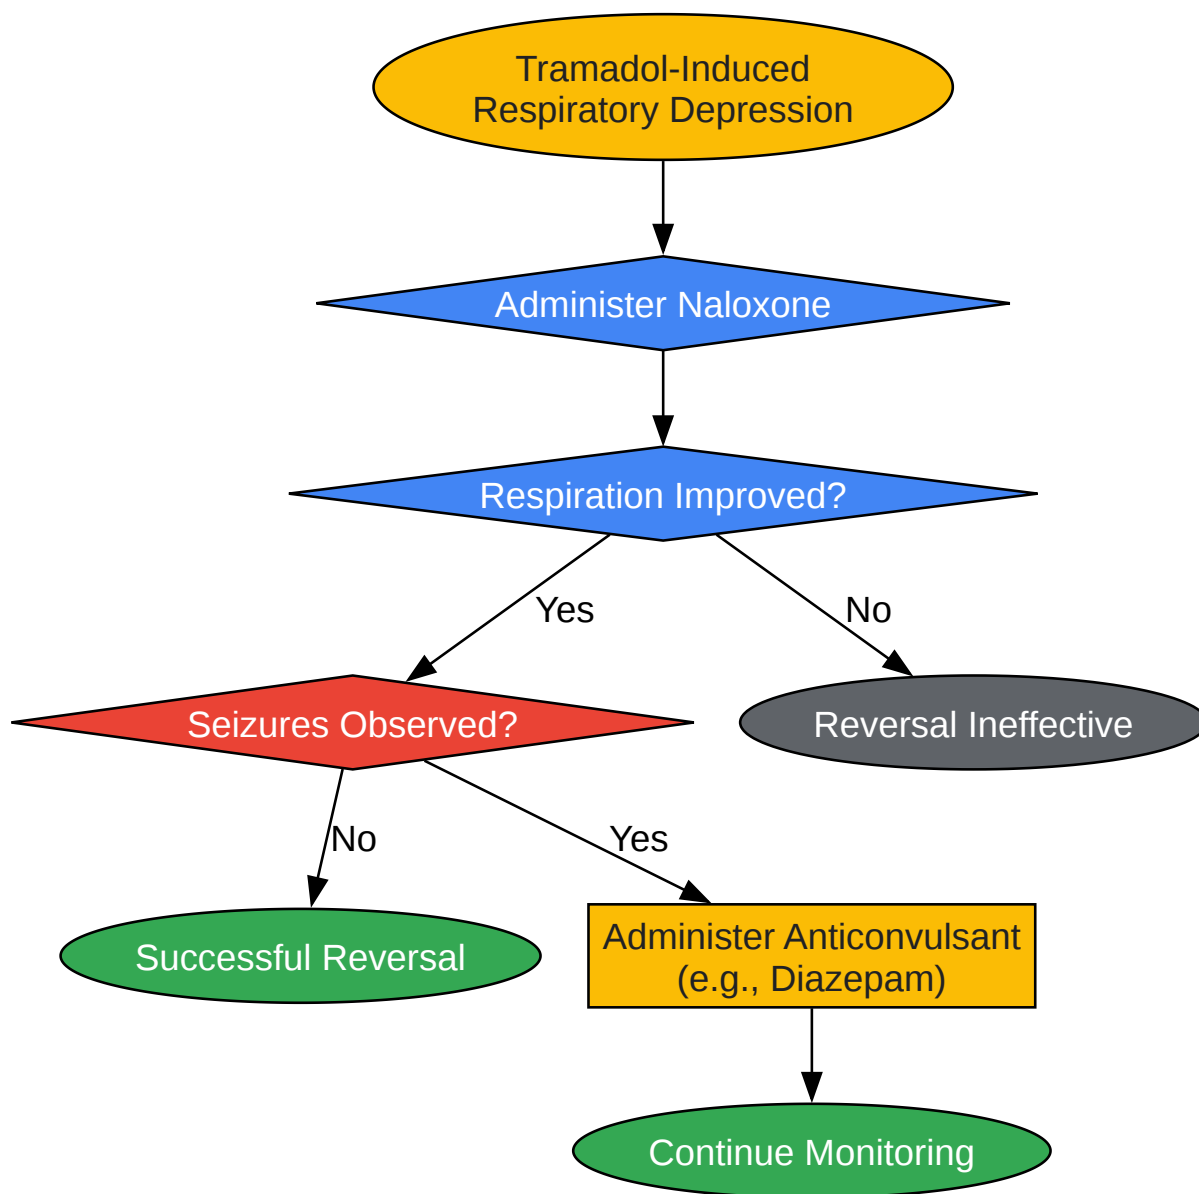 Tramadol-Induced
Respiratory Depression
Administer Naloxone
Respiration Improved?
Yes
No
Seizures Observed?
Reversal Ineffective
No
Yes
Successful Reversal
Administer Anticonvulsant
(e.g., Diazepam)
Continue Monitoring